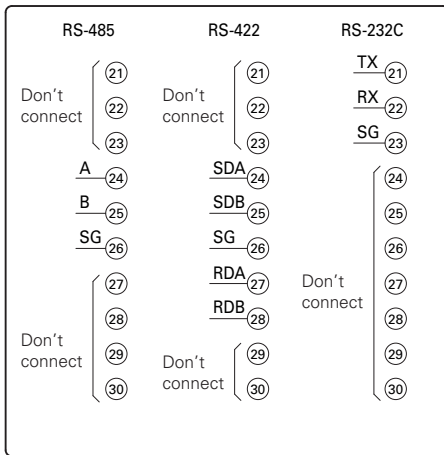 RS-485 RS-422 RS-232C
21 21 TX 21
Don't connect 22 Don't connect 22 RX 22
23 23 SG 23
A 24 SDA 24 24
B 25 SDB 25 25
SG 26 SG 26 26
27 RDA 27 Don't connect 27
28 RDB 28 28
Don't connect 29 Don't connect 29 29
30 30 30